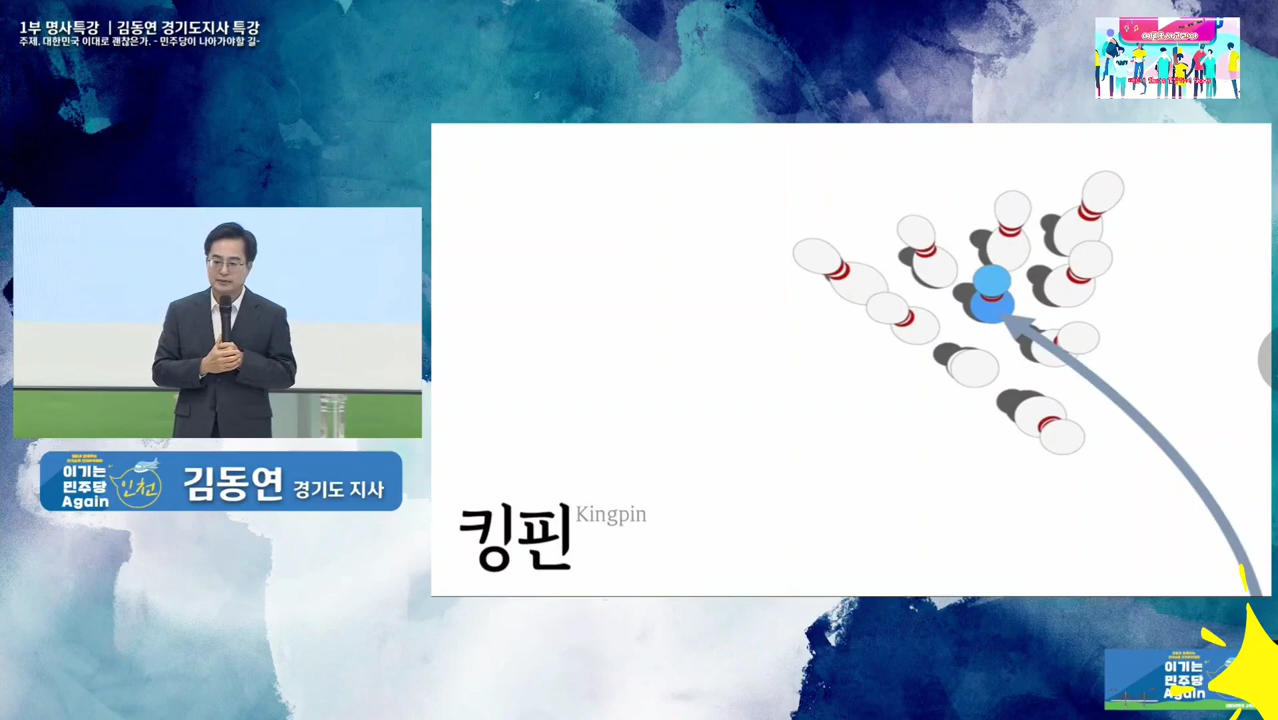 1부 명사특강 | 김동연 경기도지사 특강
주제. 대한민국 이대로 괜찮은가. - 민주당이 나아가야할 길-
킹핀
Kingpin
이기는
민주당
Again
인천
김동연 경기도 지사
이기는
민주당
Again